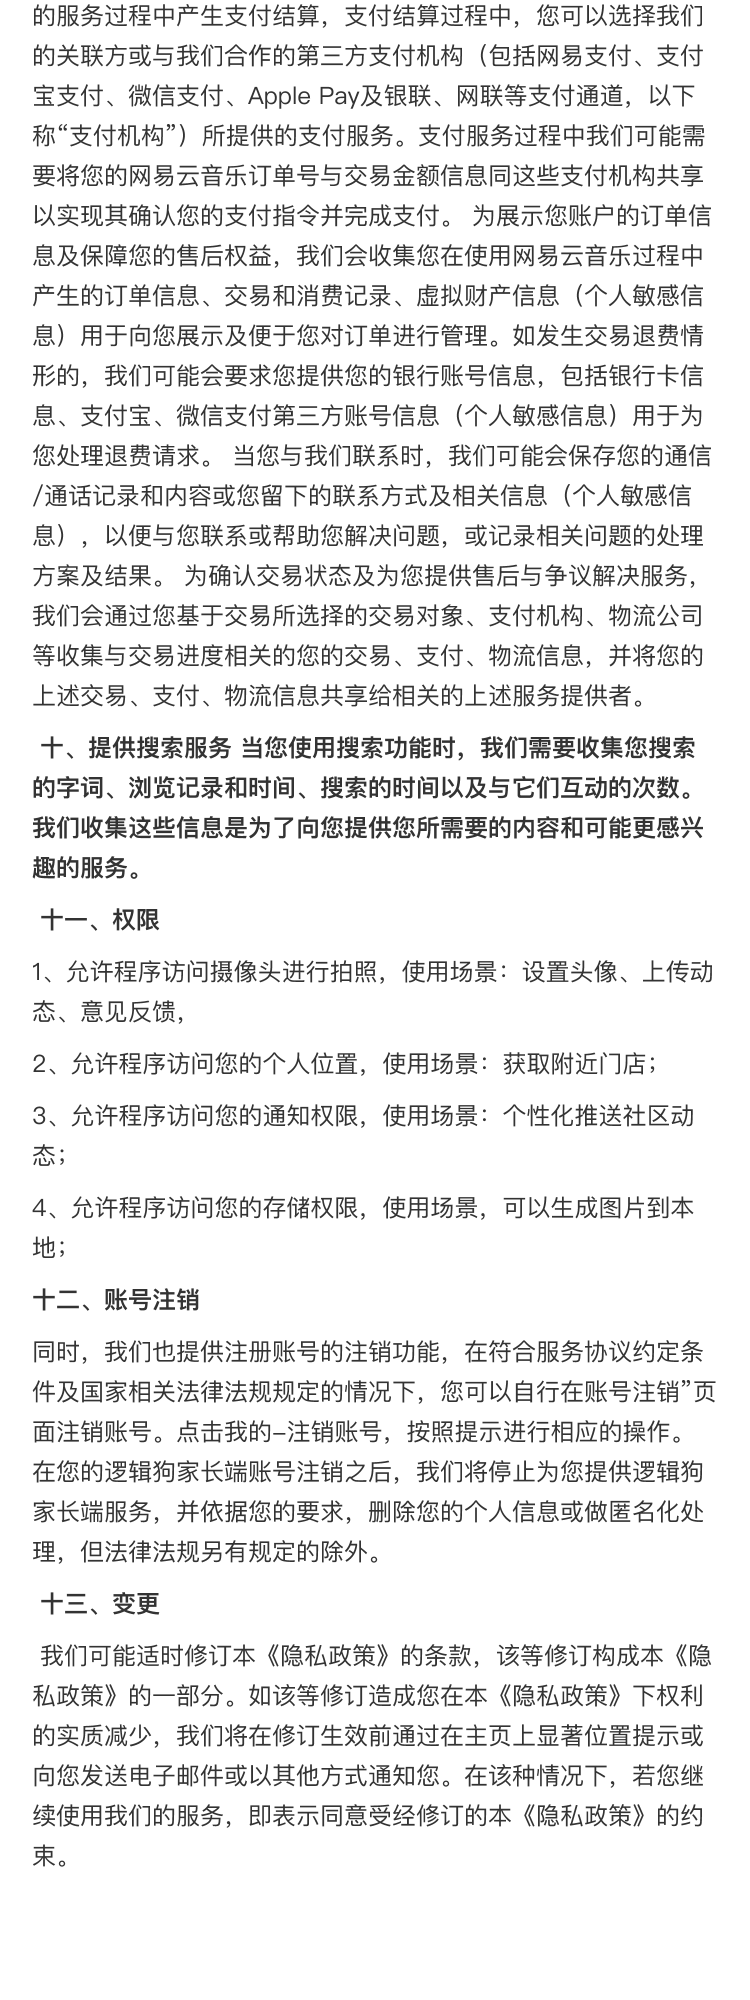 的服务过程中产生支付结算，支付结算过程中，您可以选择我们
的关联方或与我们合作的第三方支付机构（包括网易支付、支付
宝支付、微信支付、Apple Pay及银联、网联等支付通道，以下
称“支付机构”）所提供的支付服务。支付服务过程中我们可能需
要将您的网易云音乐订单号与交易金额信息同这些支付机构共享
以实现其确认您的支付指令并完成支付。 为展示您账户的订单信
息及保障您的售后权益，我们会收集您在使用网易云音乐过程中
产生的订单信息、交易和消费记录、虚拟财产信息（个人敏感信
息）用于向您展示及便于您对订单进行管理。如发生交易退费情
形的，我们可能会要求您提供您的银行账号信息，包括银行卡信
息、支付宝、微信支付第三方账号信息（个人敏感信息）用于为
您处理退费请求。 当您与我们联系时，我们可能会保存您的通信
/通话记录和内容或您留下的联系方式及相关信息（个人敏感信
息），以便与您联系或帮助您解决问题，或记录相关问题的处理
方案及结果。 为确认交易状态及为您提供售后与争议解决服务，
我们会通过您基于交易所选择的交易对象、支付机构、物流公司
等收集与交易进度相关的您的交易、支付、物流信息，并将您的
上述交易、支付、物流信息共享给相关的上述服务提供者。
十、提供搜索服务 当您使用搜索功能时，我们需要收集您搜索
的字词、浏览记录和时间、搜索的时间以及与它们互动的次数。
我们收集这些信息是为了向您提供您所需要的内容和可能更感兴
趣的服务。
十一、权限
1、允许程序访问摄像头进行拍照，使用场景：设置头像、上传动
态、意见反馈，
2、允许程序访问您的个人位置，使用场景：获取附近门店；
3、允许程序访问您的通知权限，使用场景：个性化推送社区动
态；
4、允许程序访问您的存储权限，使用场景，可以生成图片到本
地；
十二、账号注销
同时，我们也提供注册账号的注销功能，在符合服务协议约定条
件及国家相关法律法规规定的情况下，您可以自行在账号注销”页
面注销账号。点击我的-注销账号，按照提示进行相应的操作。
在您的逻辑狗家长端账号注销之后，我们将停止为您提供逻辑狗
家长端服务，并依据您的要求，删除您的个人信息或做匿名化处
理，但法律法规另有规定的除外。
十三、变更
我们可能适时修订本《隐私政策》的条款，该等修订构成本《隐
私政策》的一部分。如该等修订造成您在本《隐私政策》下权利
的实质减少，我们将在修订生效前通过在主页上显著位置提示或
向您发送电子邮件或以其他方式通知您。在该种情况下，若您继
续使用我们的服务，即表示同意受经修订的本《隐私政策》的约
束。